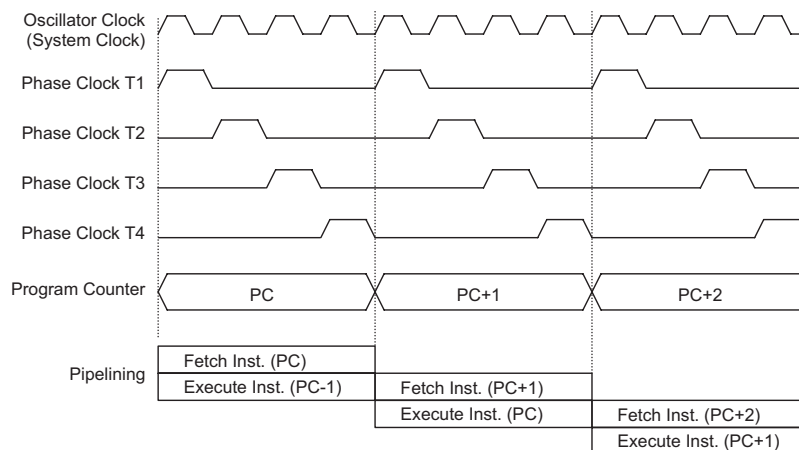 Oscillator Clock
(System Clock)
Phase Clock T1
Phase Clock T2
Phase Clock T3
Phase Clock T4
Program Counter
PC
PC+1
PC+2
Pipelining
Fetch Inst. (PC)
Execute Inst. (PC-1)
Fetch Inst. (PC+1)
Execute Inst. (PC)
Fetch Inst. (PC+2)
Execute Inst. (PC+1)